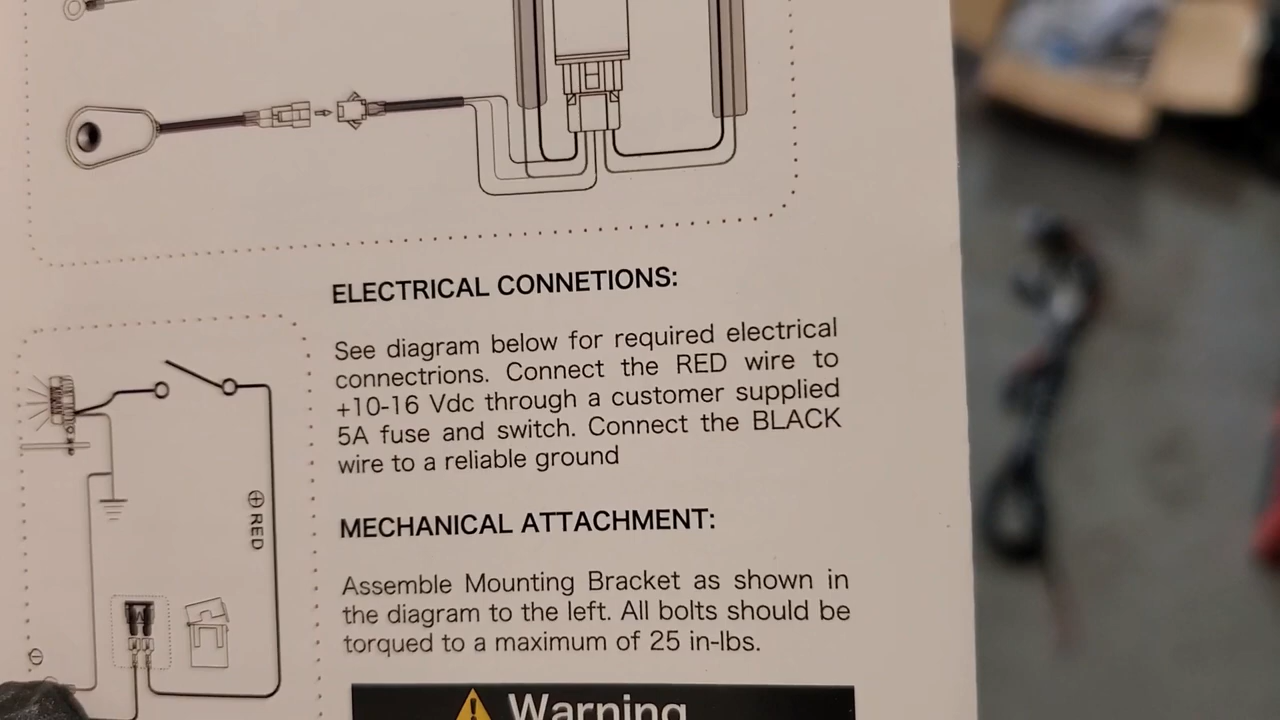 ELECTRICAL CONNETIONS:
See diagram below for required electrical
connectrions. Connect the RED wire to
+10-16 Vdc through a customer supplied
5A fuse and switch. Connect the BLACK
wire to a reliable ground
⊕ RED
MECHANICAL ATTACHMENT:
Assemble Mounting Bracket as shown in
the diagram to the left. All bolts should be
torqued to a maximum of 25 in-lbs.
⊖
Warning